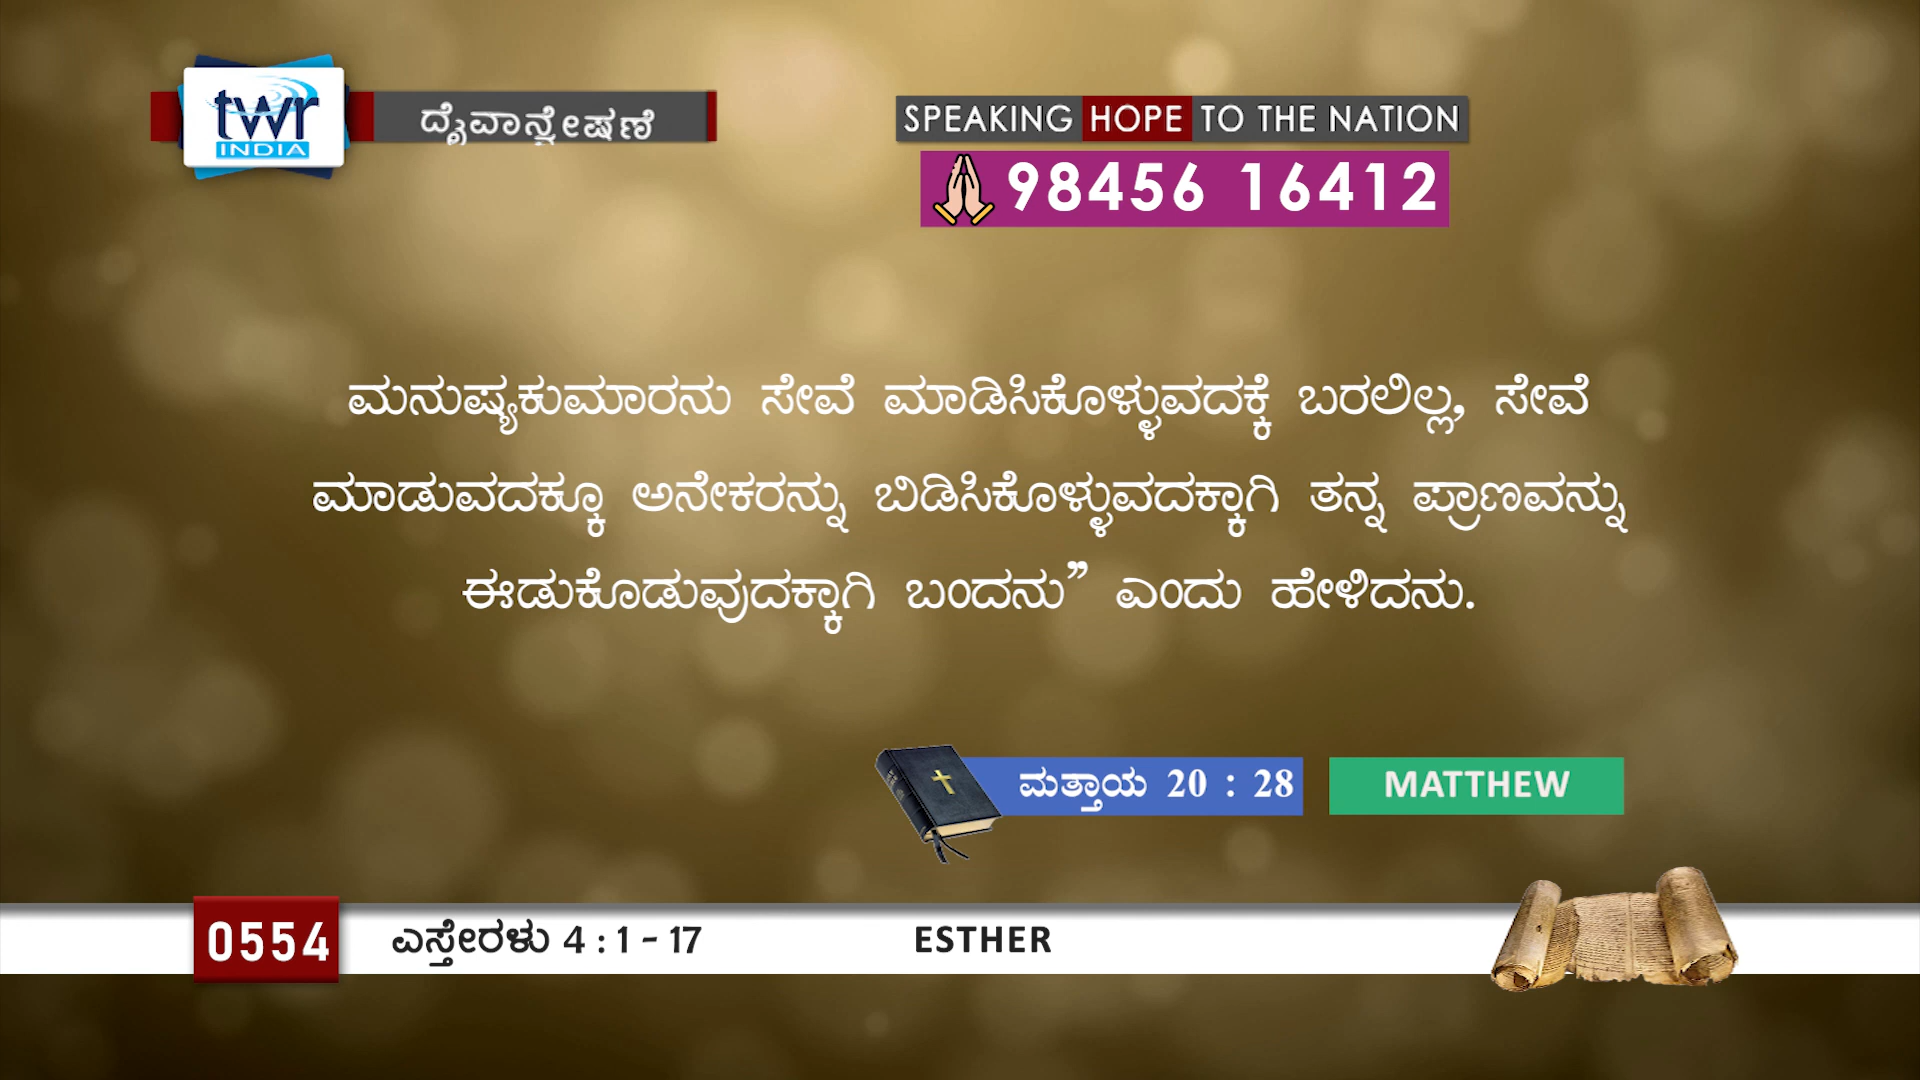 twr
INDIA
ದೈವಾನ್ವೇಷಣೆ
SPEAKING HOPE TO THE NATION
98456 16412
ಮನುಷ್ಯಕುಮಾರನು ಸೇವೆ ಮಾಡಿಸಿಕೊಳ್ಳುವದಕ್ಕೆ ಬರಲಿಲ್ಲ, ಸೇವೆ
ಮಾಡುವದಕ್ಕೂ ಅನೇಕರನ್ನು ಬಿಡಿಸಿಕೊಳ್ಳುವದಕ್ಕಾಗಿ ತನ್ನ ಪ್ರಾಣವನ್ನು
ಈಡುಕೊಡುವುದಕ್ಕಾಗಿ ಬಂದನು” ಎಂದು ಹೇಳಿದನು.
ಮತ್ತಾಯ 20 : 28 MATTHEW
0554 ಎಸ್ತೇರಳು 4 : 1 - 17 ESTHER